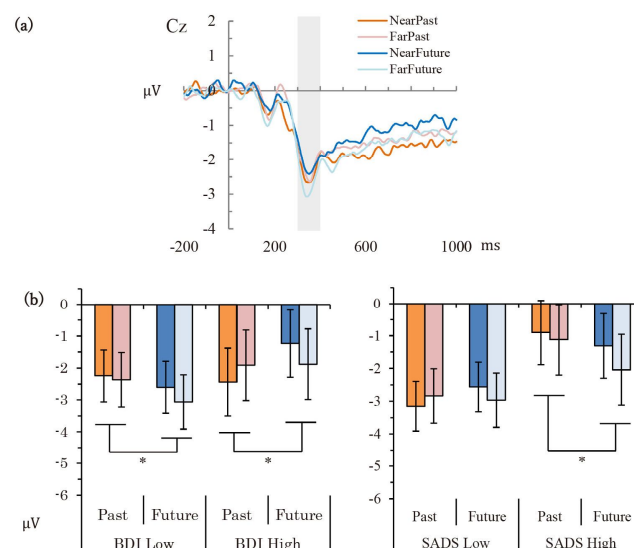 (a)
Cz
NearPast
FarPast
NearFuture
FarFuture
μV
2
1
0
-1
-2
-3
-4
-200
200
600
1000
ms
(b)
0
-1
-2
-3
-4
-5
-6
μV
*
*
Past
Future
Past
Future
BDI Low
BDI High
0
-1
-2
-3
-4
-5
-6
*
Past
Future
Past
Future
SADS Low
SADS High